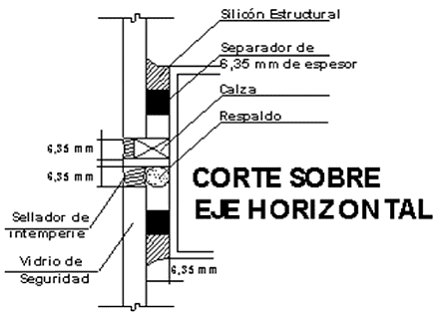 Silicón Estructural
Separador de
6,35 mm de espesor
Calza
Respaldo
6,35 mm
6,35 mm
CORTE SOBRE
EJE HORIZONTAL
Sellador de
intemperie
Vidrio de
Seguridad
6,35 mm